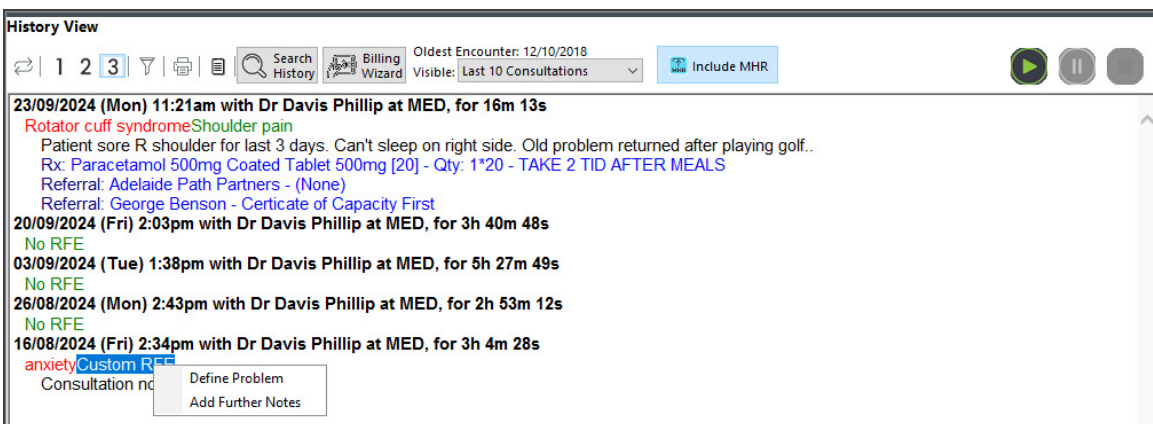 History View
1 2 3 Search History Billing Wizard Oldest Encounter: 12/10/2018
Visible: Last 10 Consultations Include MHR
23/09/2024 (Mon) 11:21am with Dr Davis Phillip at MED, for 16m 13s
Rotator cuff syndromeShoulder pain
Patient sore R shoulder for last 3 days. Can't sleep on right side. Old problem returned after playing golf..
Rx: Paracetamol 500mg Coated Tablet 500mg [20] - Qty: 1*20 - TAKE 2 TID AFTER MEALS
Referral: Adelaide Path Partners - (None)
Referral: George Benson - Certicate of Capacity First
20/09/2024 (Fri) 2:03pm with Dr Davis Phillip at MED, for 3h 40m 48s
No RFE
03/09/2024 (Tue) 1:38pm with Dr Davis Phillip at MED, for 5h 27m 49s
No RFE
26/08/2024 (Mon) 2:43pm with Dr Davis Phillip at MED, for 2h 53m 12s
No RFE
16/08/2024 (Fri) 2:34pm with Dr Davis Phillip at MED, for 3h 4m 28s
anxietyCustom RFE
Consultation
Define Problem
Add Further Notes